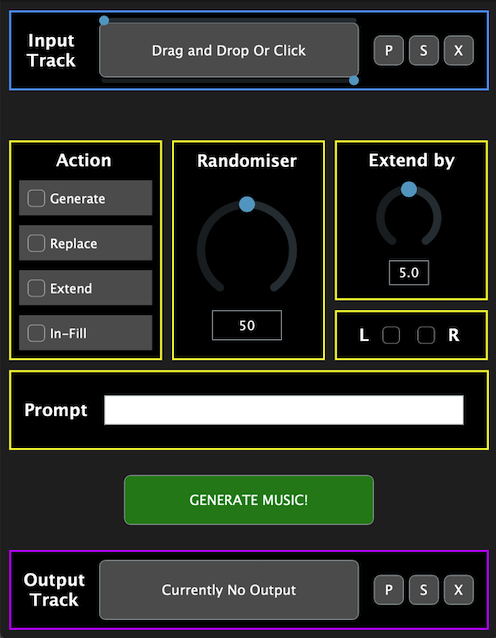 Input
Track
Drag and Drop Or Click
P S X
Action
Generate
Replace
Extend
In-Fill
Randomiser
50
Extend by
5.0
L R
Prompt
GENERATE MUSIC!
Output
Track
Currently No Output
P S X